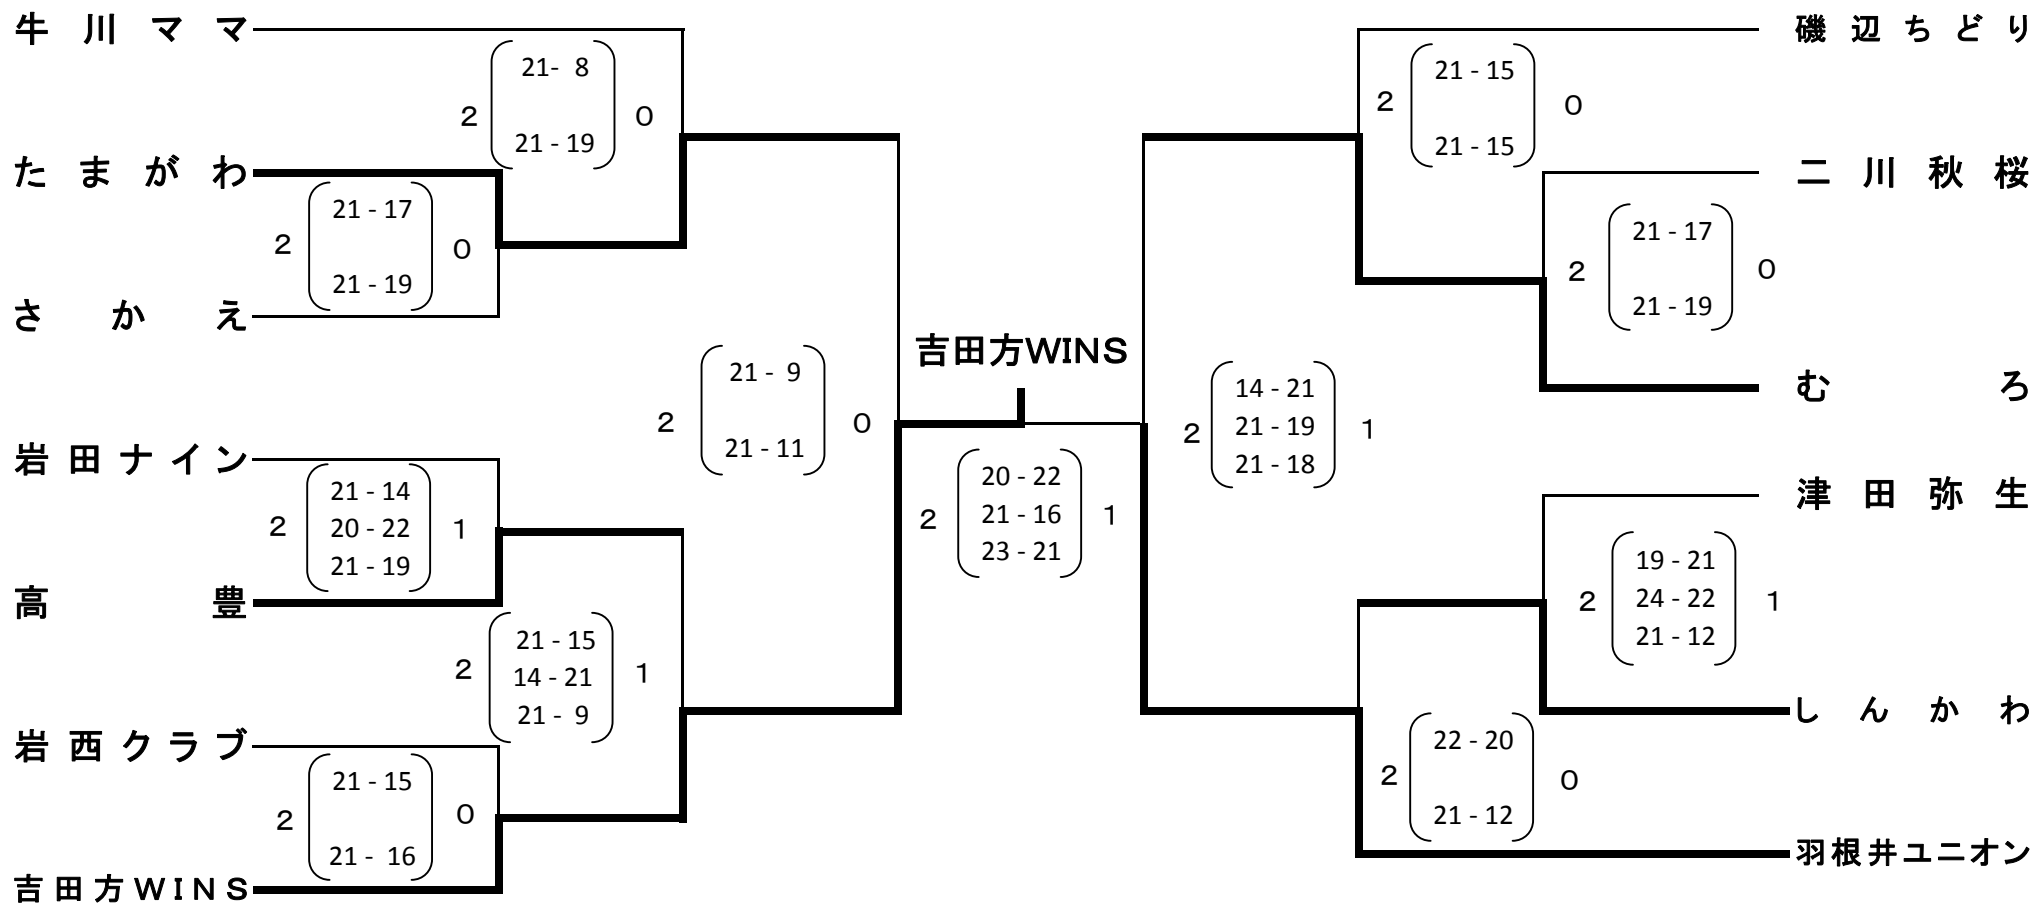 牛川ママ
21- 8
2 0
21 - 19
たまがわ
21 - 17
2 0
21 - 19
さかえ
21 - 9
2 0
21 - 11
岩田ナイン
21 - 14
2 20 - 22 1
21 - 19
高豊
21 - 15
2 14 - 21 1
21 - 9
岩西クラブ
21 - 15
2 0
21 - 16
吉田方WINS
吉田方WINS
20 - 22
2 21 - 16 1
23 - 21
磯辺ちどり
21 - 15
2 0
21 - 15
二川秋桜
21 - 17
2 0
21 - 19
むろ
14 - 21
2 21 - 19 1
21 - 18
津田弥生
19 - 21
2 24 - 22 1
21 - 12
しんかわ
22 - 20
2 0
21 - 12
羽根井ユニオン